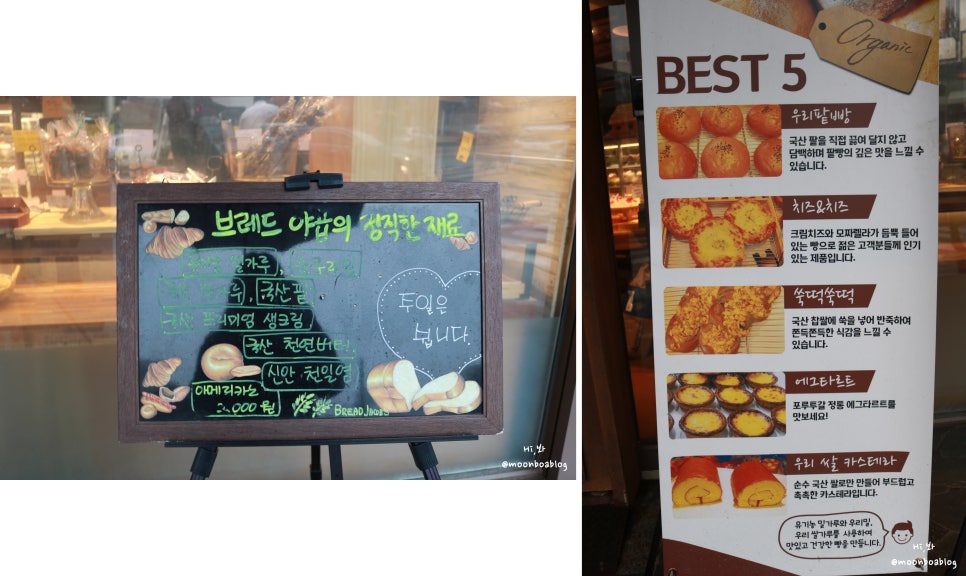 브레드 야곱의 정직한 재료
밀가루,
국산팥
국산 프리미엄 생크림
국산 천연버터,
신안 천일염
아메리카노
000원
BREAD JACOB'S
쉽니다.
Hi,봐
@moonboablog
Organic
BEST 5
우리팥빵
국산 팥을 직접 끓여 달지 않고
담백하며 팥빵의 깊은 맛을 느낄 수
있습니다.
치즈&치즈
크림치즈와 모짜렐라가 듬뿍 들어
있는 빵으로 젊은 고객분들께 인기
있는 제품입니다.
쑥떡쑥떡
국산 찹쌀에 쑥을 넣어 반죽하여
쫀득쫀득한 식감을 느낄 수
있습니다.
에그타르트
포루투갈 정통 에그타르트를
맛보세요!
우리 쌀 카스테라
순수 국산 쌀로만 만들어 부드럽고
촉촉한 카스테라입니다.
유기농 밀가루와 우리밀,
우리 쌀가루를 사용하여
맛있고 건강한 빵을 만듭니다.
Hi,봐
@moonboablog